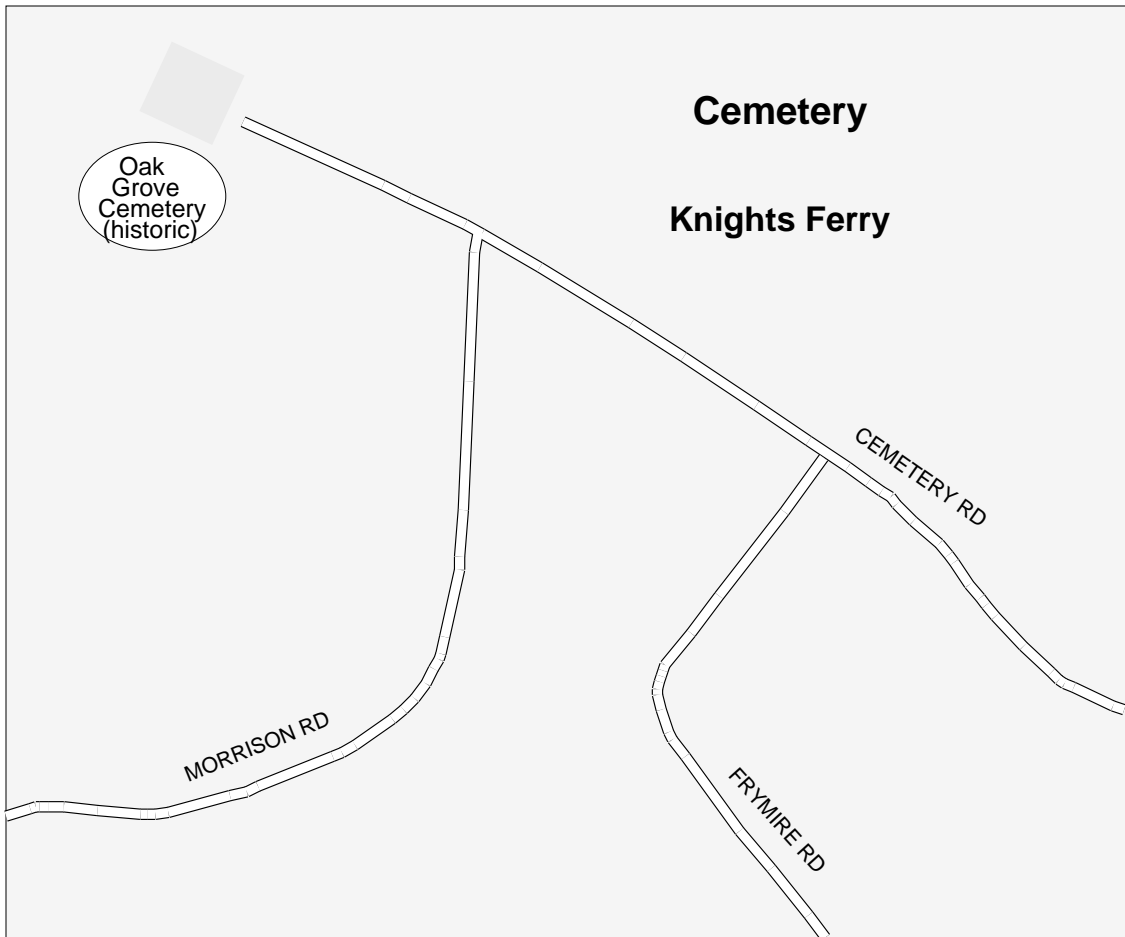 Cemetery
Oak
Grove
Cemetery
(historic)
Knights Ferry
CEMETERY RD
MORRISON RD
FRYMIRE RD